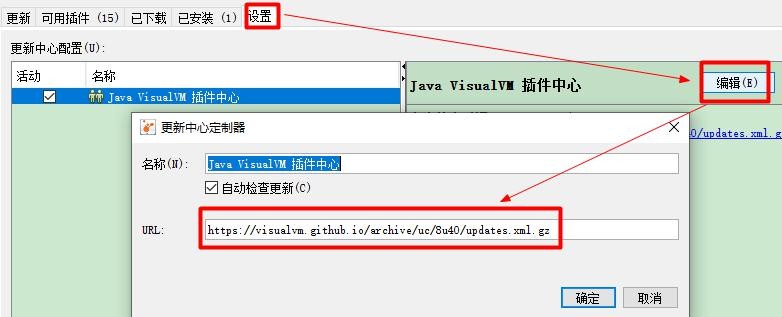 更新 可用插件 (15) 已下载 已安装 (1) 设置
更新中心配置(U):
活动 名称
Java VisualVM 插件中心
Java VisualVM 插件中心
编辑(E)
40/updates.xml.g
更新中心定制器
名称(N): Java VisualVM 插件中心
自动检查更新(C)
URL: https://visualvm.github.io/archive/uc/8u40/updates.xml.gz
确定 取消